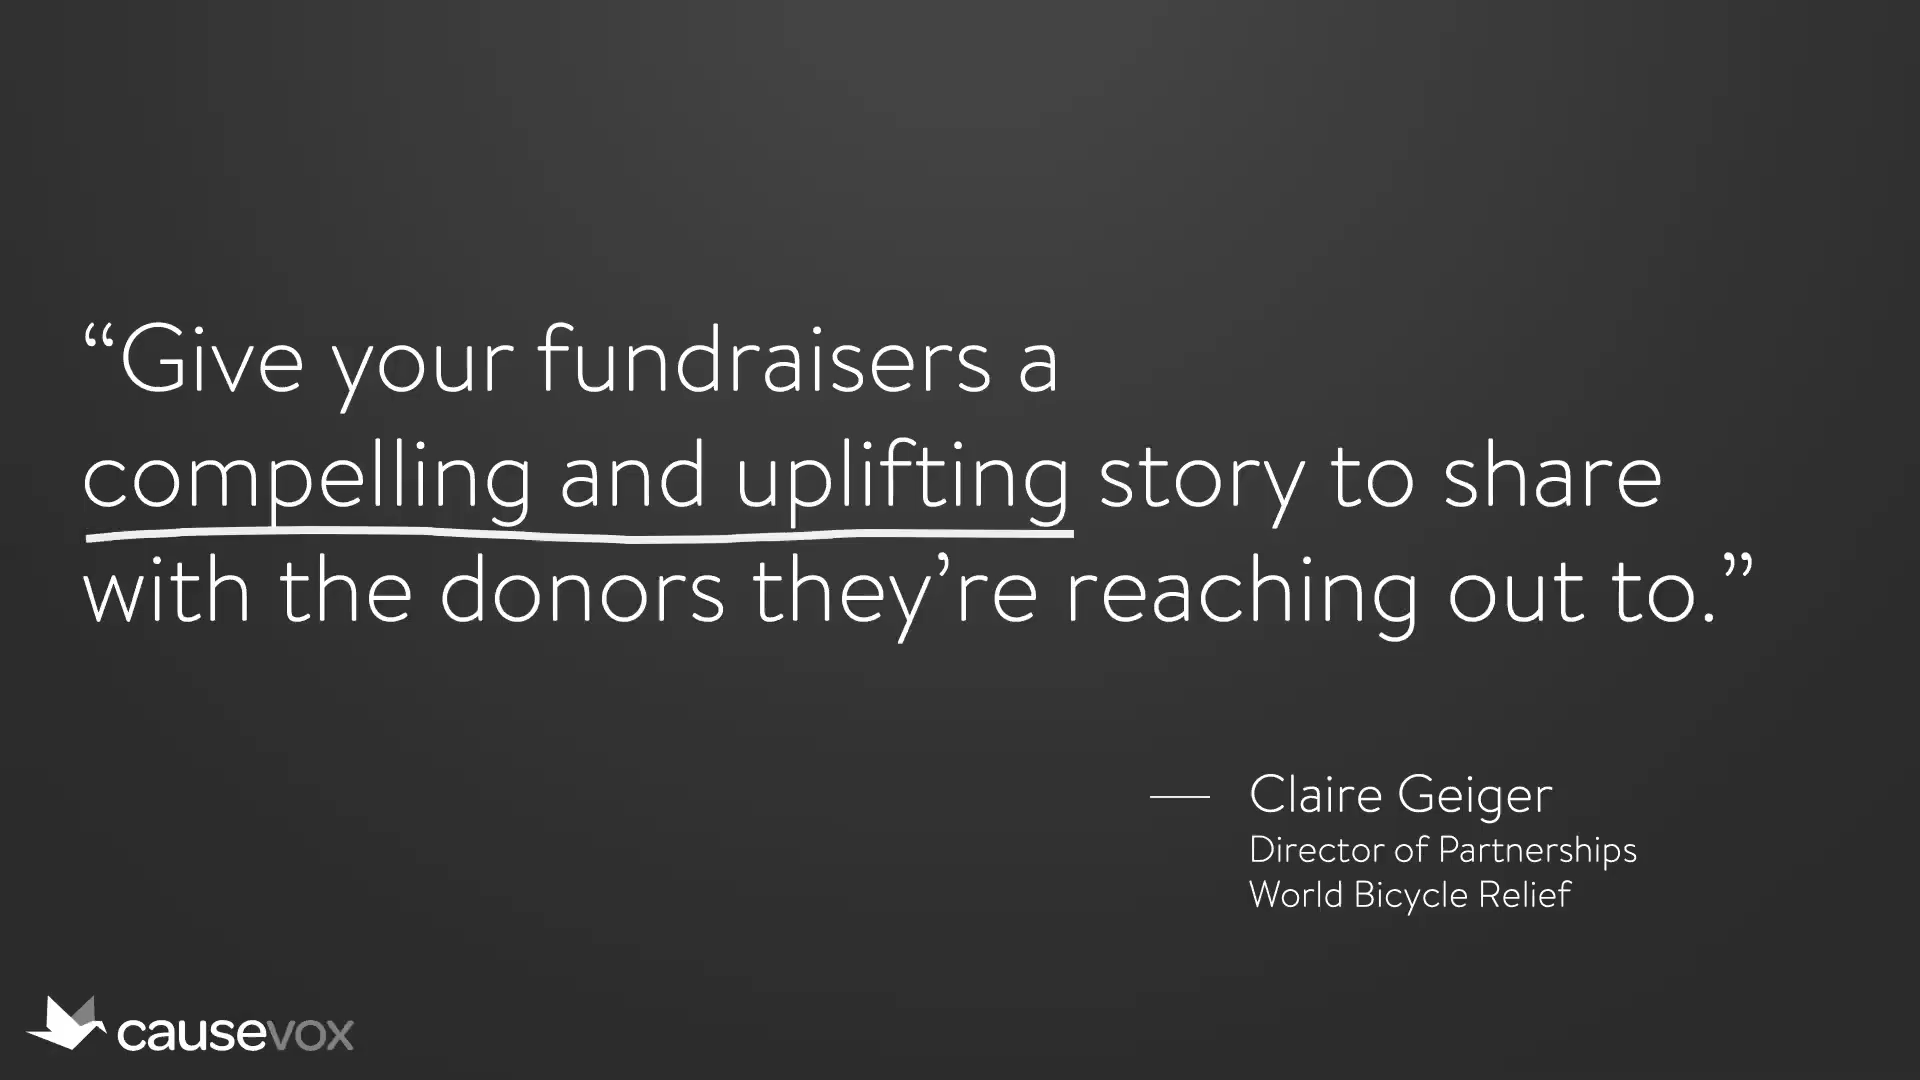 “Give your fundraisers a
compelling and uplifting story to share
with the donors they’re reaching out to.”
— Claire Geiger
Director of Partnerships
World Bicycle Relief
causevox